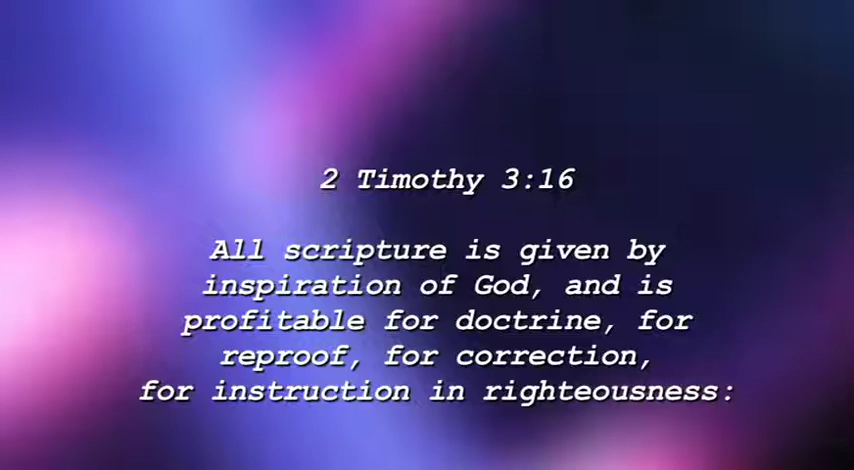 2 Timothy 3:16
All scripture is given by
inspiration of God, and is
profitable for doctrine, for
reproof, for correction,
for instruction in righteousness: